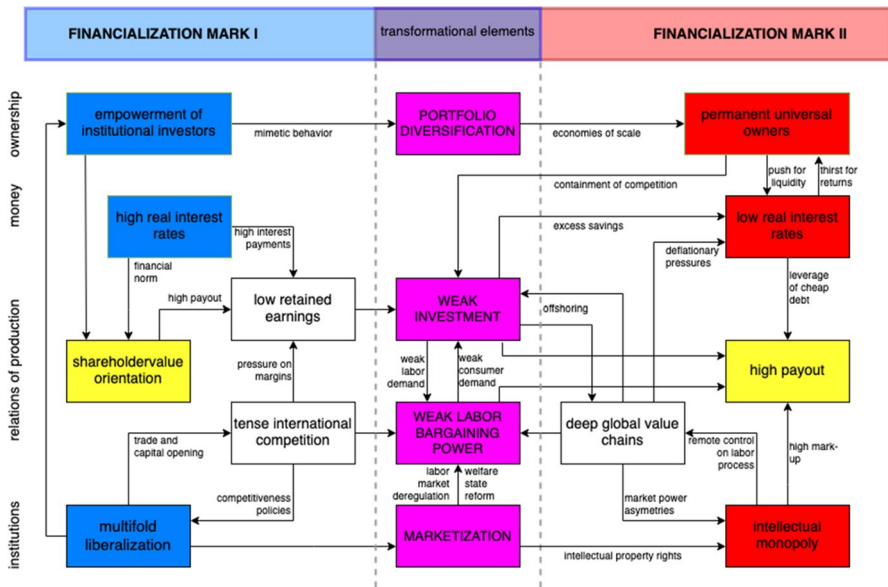 FINANCIALIZATION MARK I
transformational elements
FINANCIALIZATION MARK II
ownership
empowerment of
institutional investors
mimetic behavior
PORTFOLIO
DIVERSIFICATION
economies of scale
permanent universal
owners
containment of competition
push for
liquidity
thirst for
returns
money
high real interest
rates
high interest
payments
excess savings
low real interest
rates
deflationary
pressures
financial
norm
leverage
of cheap
debt
high payout
low retained
earnings
WEAK
INVESTMENT
offshoring
relations of production
shareholdervalue
orientation
pressure on
margins
weak
labor
demand
weak
consumer
demand
high payout
tense international
competition
WEAK LABOR
BARGAINING
POWER
deep global value
chains
trade and
capital opening
remote control
on labor
process
high mark-
up
labor
market
deregulation
welfare
state
reform
competitiveness
policies
market power
asymetries
institutions
multifold
liberalization
MARKETIZATION
intellectual property rights
intellectual
monopoly